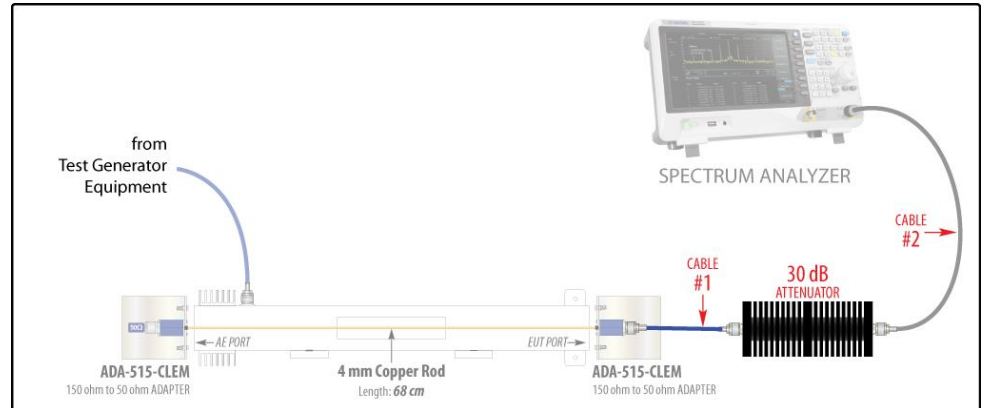 from
Test Generator
Equipment
SPECTRUM ANALYZER
CABLE
#2
CABLE
#1
30 dB
ATTENUATOR
50Ω
AE PORT
EUT PORT
ADA-515-CLEM
150 ohm to 50 ohm ADAPTER
4 mm Copper Rod
Length: 68 cm
ADA-515-CLEM
150 ohm to 50 ohm ADAPTER